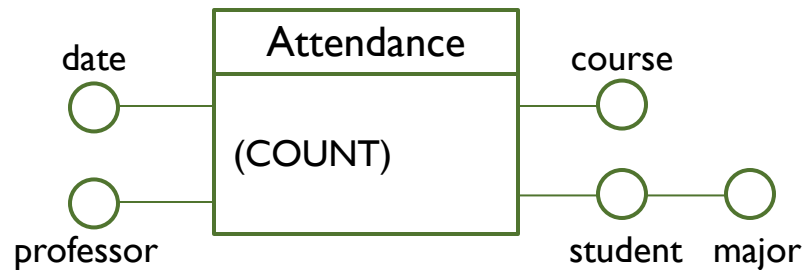 Attendance
date
course
(COUNT)
professor
student
major